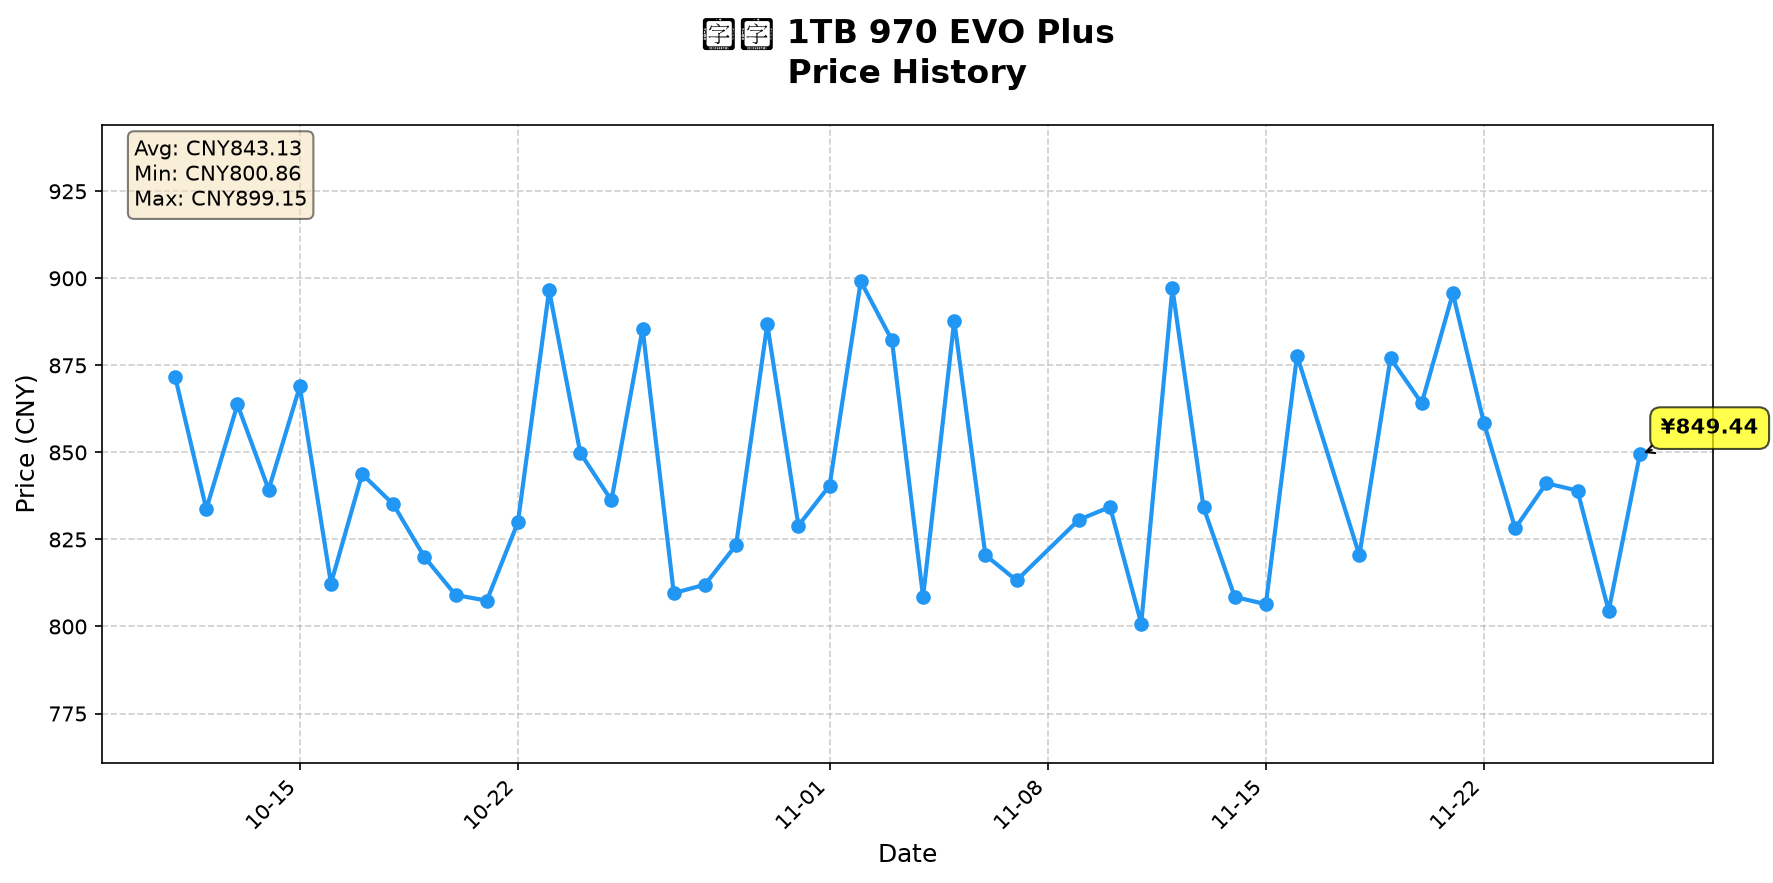 1TB 970 EVO Plus
Price History
Avg: CNY843.13
Min: CNY800.86
Max: CNY899.15
925
900
875
850
825
800
775
Price (CNY)
¥849.44
10-15
10-22
11-01
11-08
11-15
11-22
Date